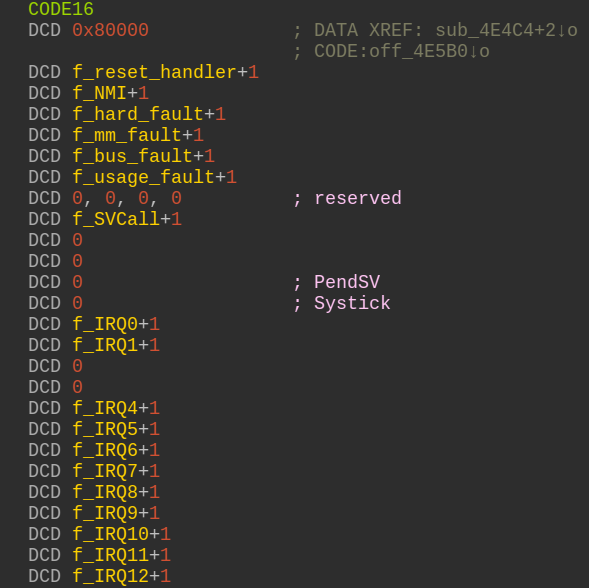 CODE16
DCD 0x80000 ; DATA XREF: sub_4E4C4+2↓o
; CODE:off_4E5B0↓o
DCD f_reset_handler+1
DCD f_NMI+1
DCD f_hard_fault+1
DCD f_mm_fault+1
DCD f_bus_fault+1
DCD f_usage_fault+1
DCD 0, 0, 0, 0 ; reserved
DCD f_SVCall+1
DCD 0
DCD 0
DCD 0 ; PendSV
DCD 0 ; Systick
DCD f_IRQ0+1
DCD f_IRQ1+1
DCD 0
DCD 0
DCD f_IRQ4+1
DCD f_IRQ5+1
DCD f_IRQ6+1
DCD f_IRQ7+1
DCD f_IRQ8+1
DCD f_IRQ9+1
DCD f_IRQ10+1
DCD f_IRQ11+1
DCD f_IRQ12+1